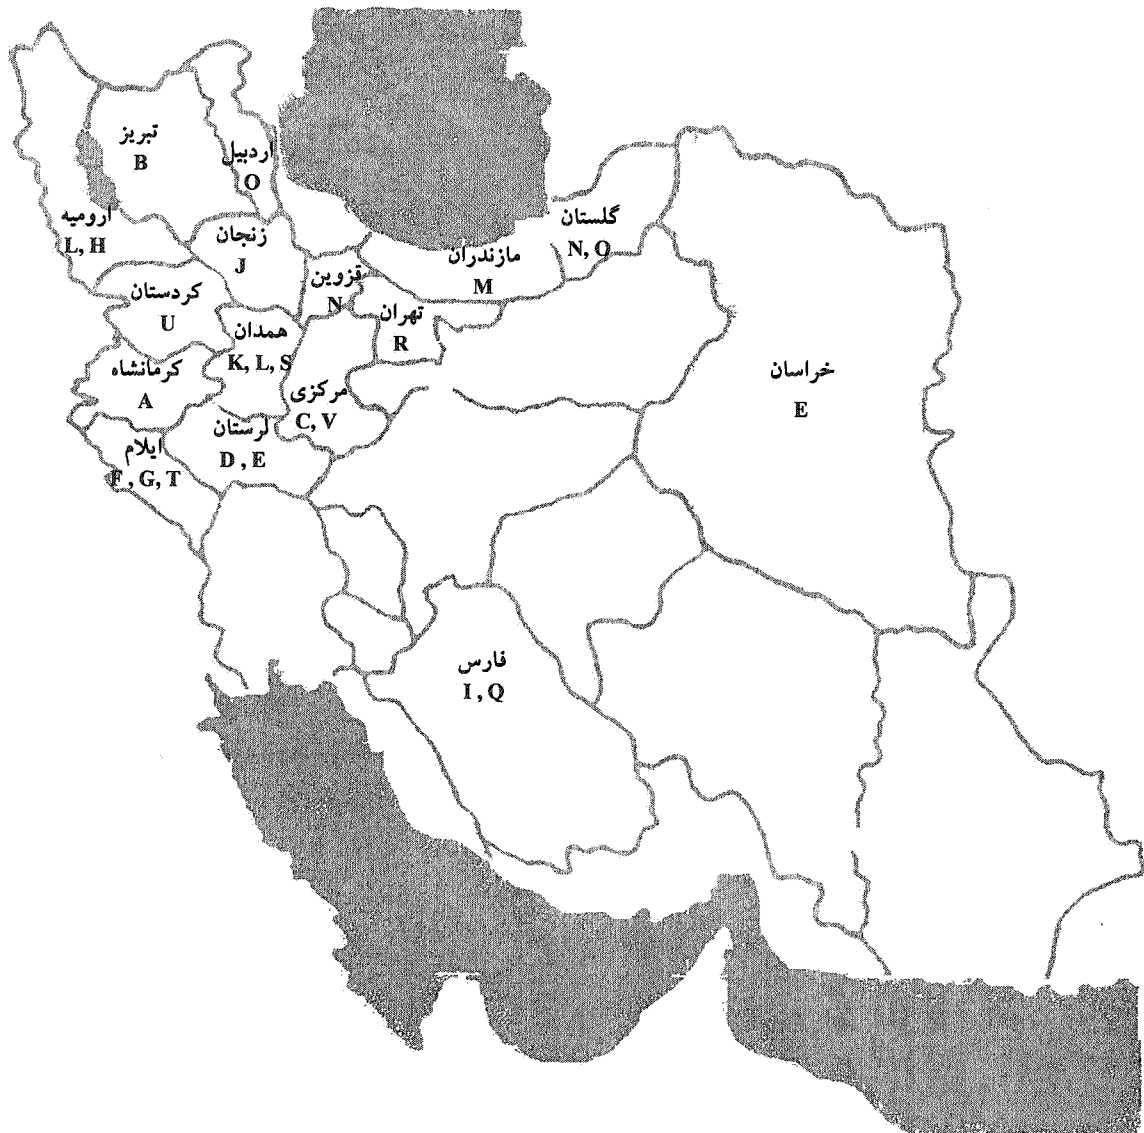 تبریز
B
اردبیل
O
ارومیه
L, H
زنجان
J
گلستان
N, O
مازندران
M
قزوین
N
کردستان
U
تهران
R
همدان
K, L, S
کرمانشاه
A
خراسان
E
مرکزی
C, V
لرستان
D , E
ایلام
F , G, T
فارس
I , Q